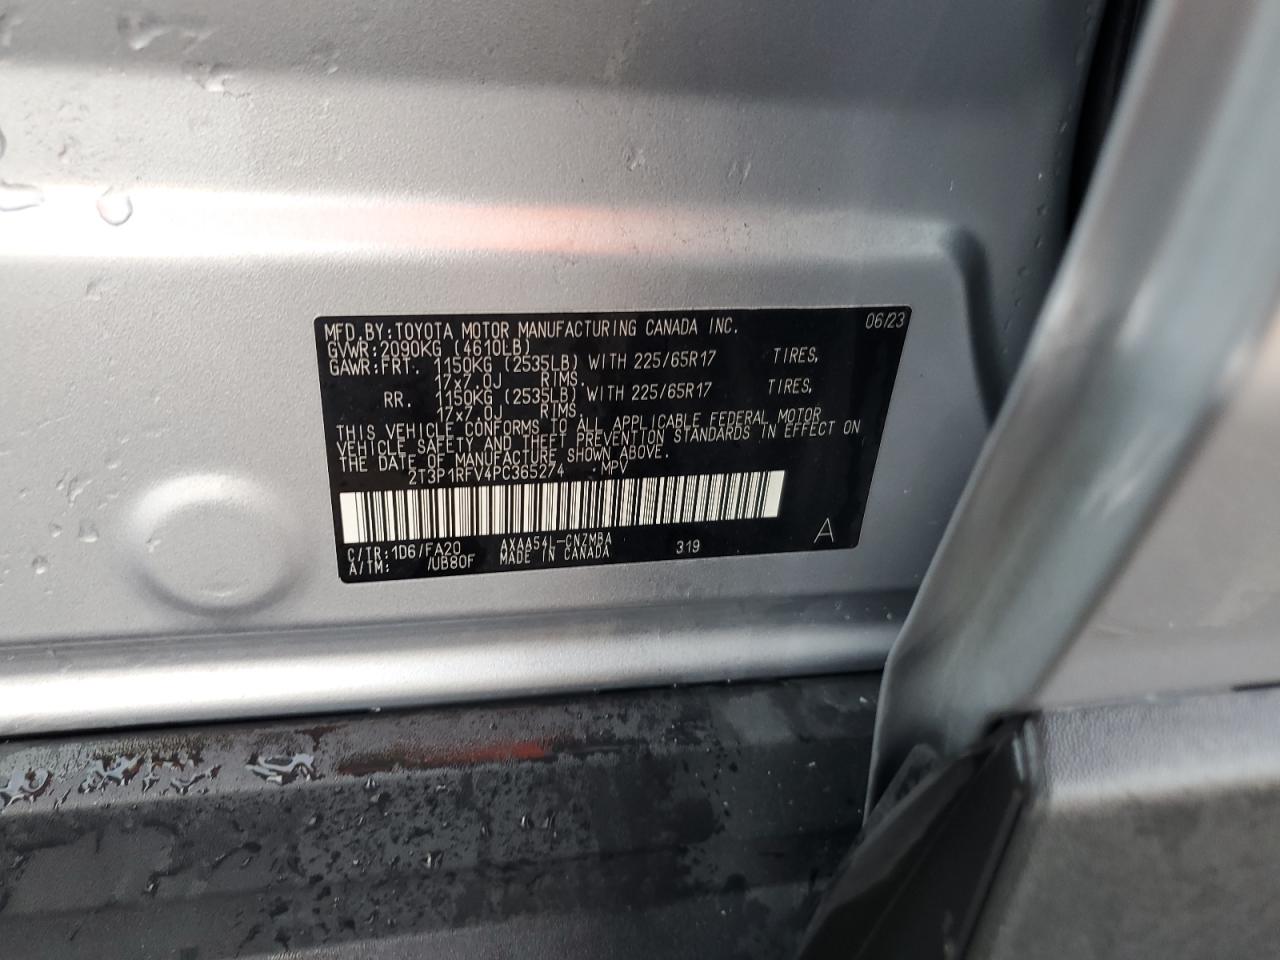 MFD.BY:TOYOTA MOTOR MANUFACTURING CANADA INC. 06/23
GVWR:2090KG (4610LB)
GAWR:FRT. 1150KG (2535LB) WITH 225/65R17 TIRES,
17x7.0J RIMS.
RR. 1150KG (2535LB) WITH 225/65R17 TIRES,
17x7.0J RIMS.
THIS VEHICLE CONFORMS TO ALL APPLICABLE FEDERAL MOTOR
VEHICLE SAFETY AND THEFT PREVENTION STANDARDS IN EFFECT ON
THE DATE OF MANUFACTURE SHOWN ABOVE.
2T3P1RFV4PC365274 MPV
C/TR:1D6/FA20 AXAA54L-CNZMBA 319 A
A/TM: /UB80F MADE IN CANADA